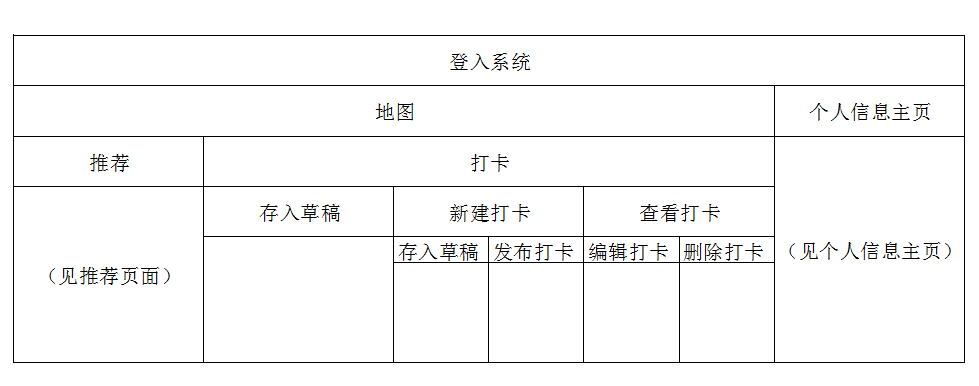 登入系统
地图
个人信息主页
推荐
打卡
存入草稿
新建打卡
查看打卡
（见推荐页面）
存入草稿
发布打卡
编辑打卡
删除打卡
（见个人信息主页）